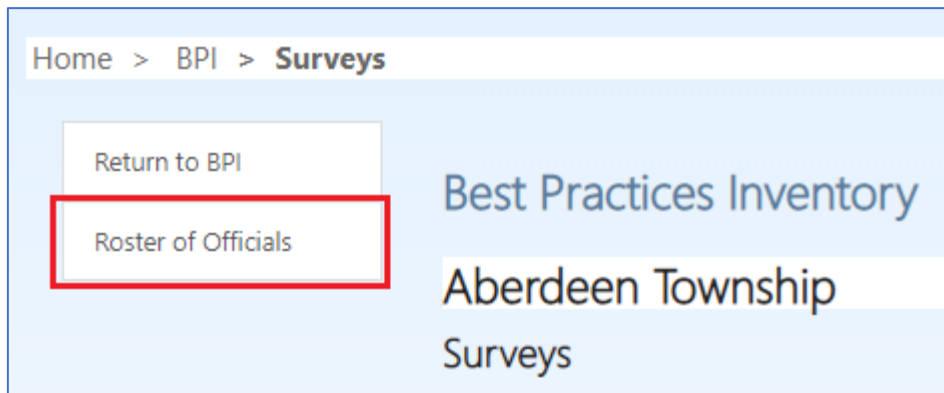 Home > BPI > Surveys
Return to BPI
Roster of Officials
Best Practices Inventory
Aberdeen Township
Surveys